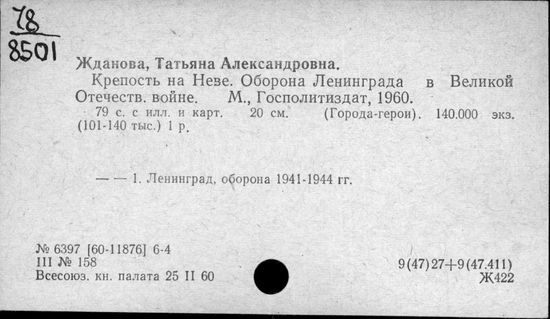 78
8501
Жданова, Татьяна Александровна.
Крепость на Неве. Оборона Ленинграда в Великой
Отечеств. войне. М., Госполитиздат, 1960.
79 с. с илл. и карт. 20 см. (Города-герои). 140.000 экз.
(101-140 тыс.) 1 р.
— — 1. Ленинград, оборона 1941-1944 гг.
№ 6397 [60-11876] 6-4
III № 158
Всесоюз. кн. палата 25 II 60
9(47)27+9(47.411)
Ж422